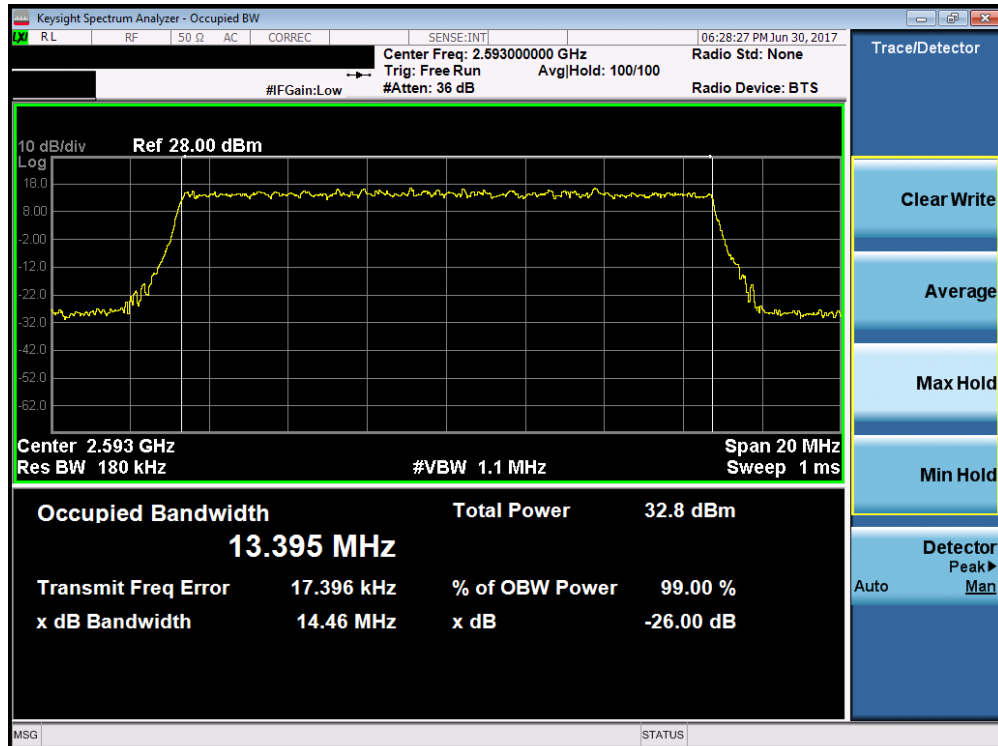 Keysight Spectrum Analyzer - Occupied BW
LXI RL RF 50 Ω AC CORREC SENSE:INT 06:28:27 PM Jun 30, 2017
Center Freq: 2.593000000 GHz Radio Std: None
Trig: Free Run Avg|Hold: 100/100
#IFGain:Low #Atten: 36 dB Radio Device: BTS
Trace/Detector
10 dB/div Ref 28.00 dBm
Log
18.0
8.00
-2.00
-12.0
-22.0
-32.0
-42.0
-52.0
-62.0
Center 2.593 GHz Span 20 MHz
Res BW 180 kHz #VBW 1.1 MHz Sweep 1 ms
Occupied Bandwidth Total Power 32.8 dBm
13.395 MHz
Transmit Freq Error 17.396 kHz % of OBW Power 99.00 %
x dB Bandwidth 14.46 MHz x dB -26.00 dB
Clear Write
Average
Max Hold
Min Hold
Detector
Peak▶
Auto Man
MSG STATUS